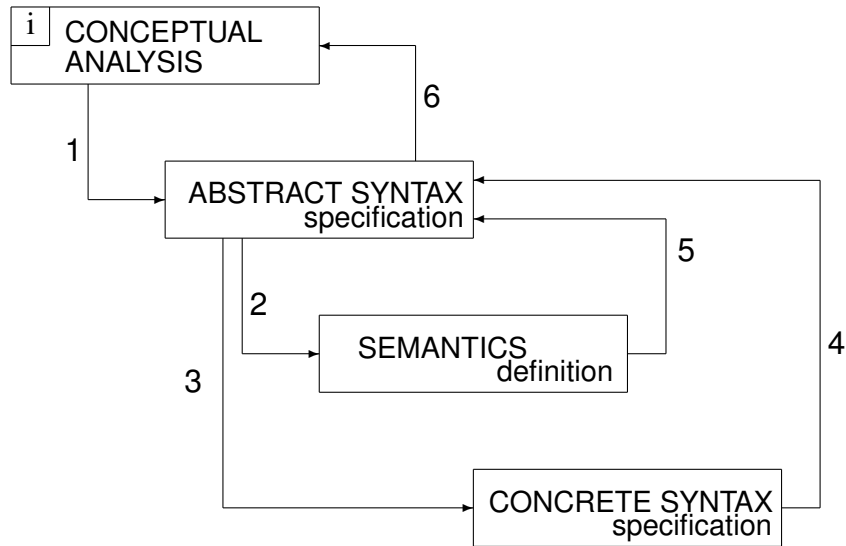 i CONCEPTUAL
ANALYSIS
6
1
ABSTRACT SYNTAX
specification
5
2
SEMANTICS
definition
4
3
CONCRETE SYNTAX
specification